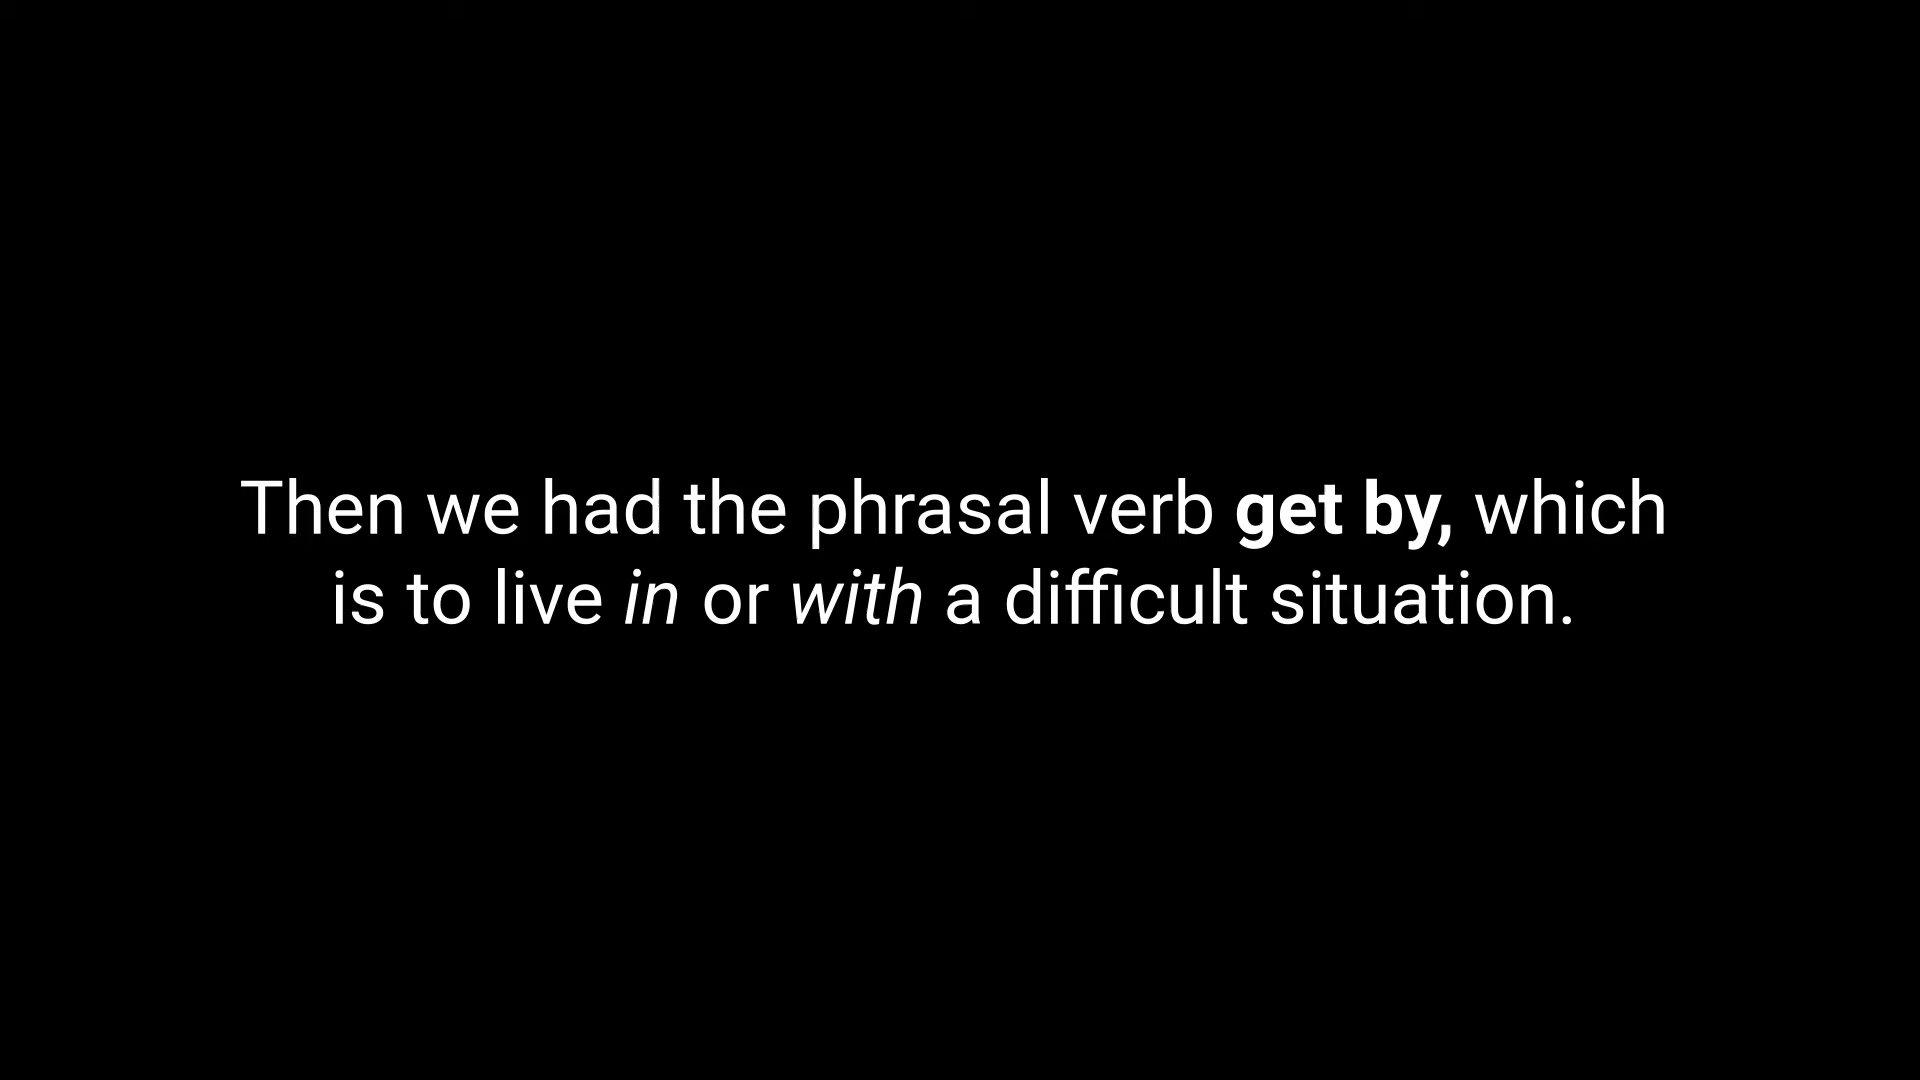 Then we had the phrasal verb get by, which
is to live in or with a difficult situation.